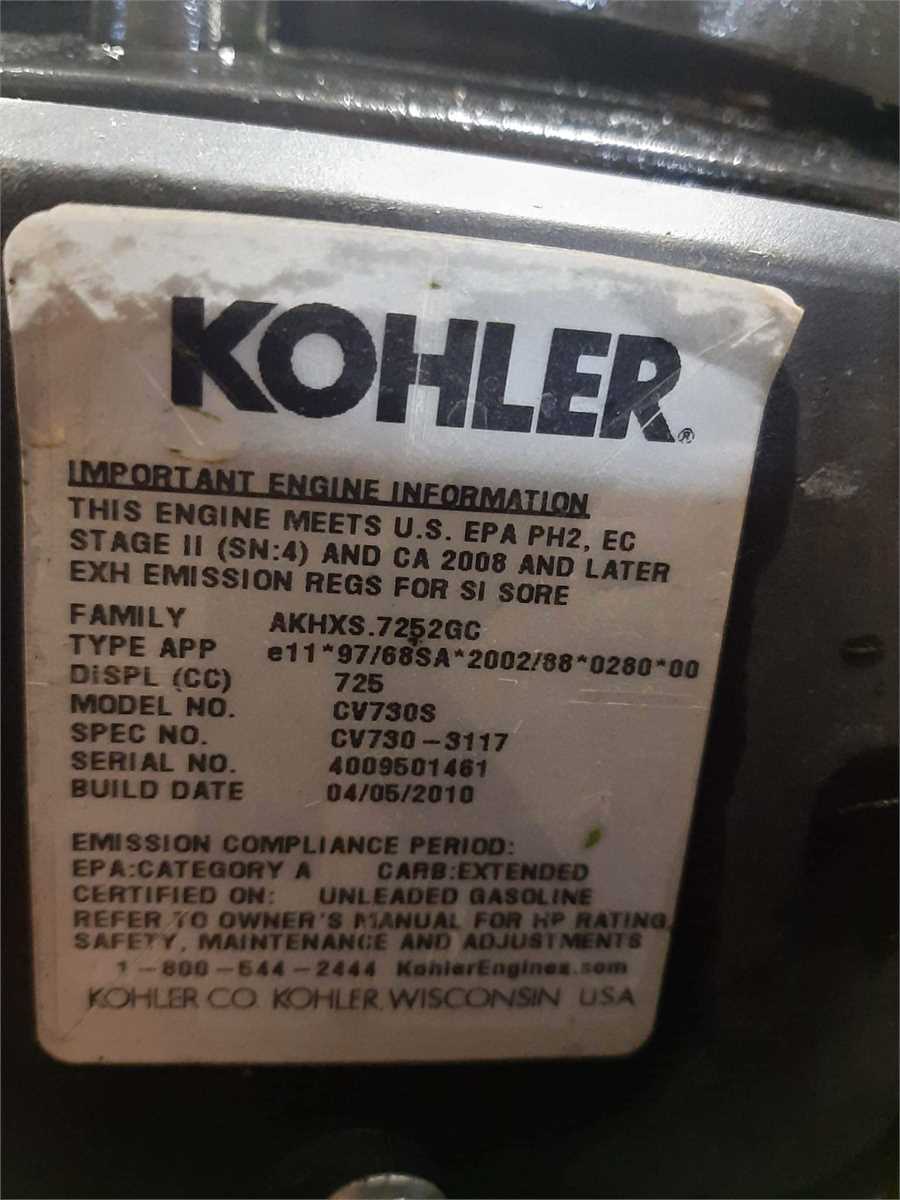 KOHLER®
IMPORTANT ENGINE INFORMATION
THIS ENGINE MEETS U.S. EPA PH2, EC
STAGE II (SN:4) AND CA 2008 AND LATER
EXH EMISSION REGS FOR SI SORE
FAMILY AKHXS.7252GC
TYPE APP e11*97/68SA*2002/88*0280*00
DiSPL (CC) 725
MODEL NO. CV730S
SPEC NO. CV730-3117
SERIAL NO. 4009501461
BUILD DATE 04/05/2010
EMISSION COMPLIANCE PERIOD:
EPA:CATEGORY A CARB:EXTENDED
CERTIFIED ON: UNLEADED GASOLINE
REFER TO OWNER'S MANUAL FOR HP RATING,
SAFETY, MAINTENANCE AND ADJUSTMENTS
1-800-544-2444 KohlerEngines.com
KOHLER CO. KOHLER, WISCONSIN USA